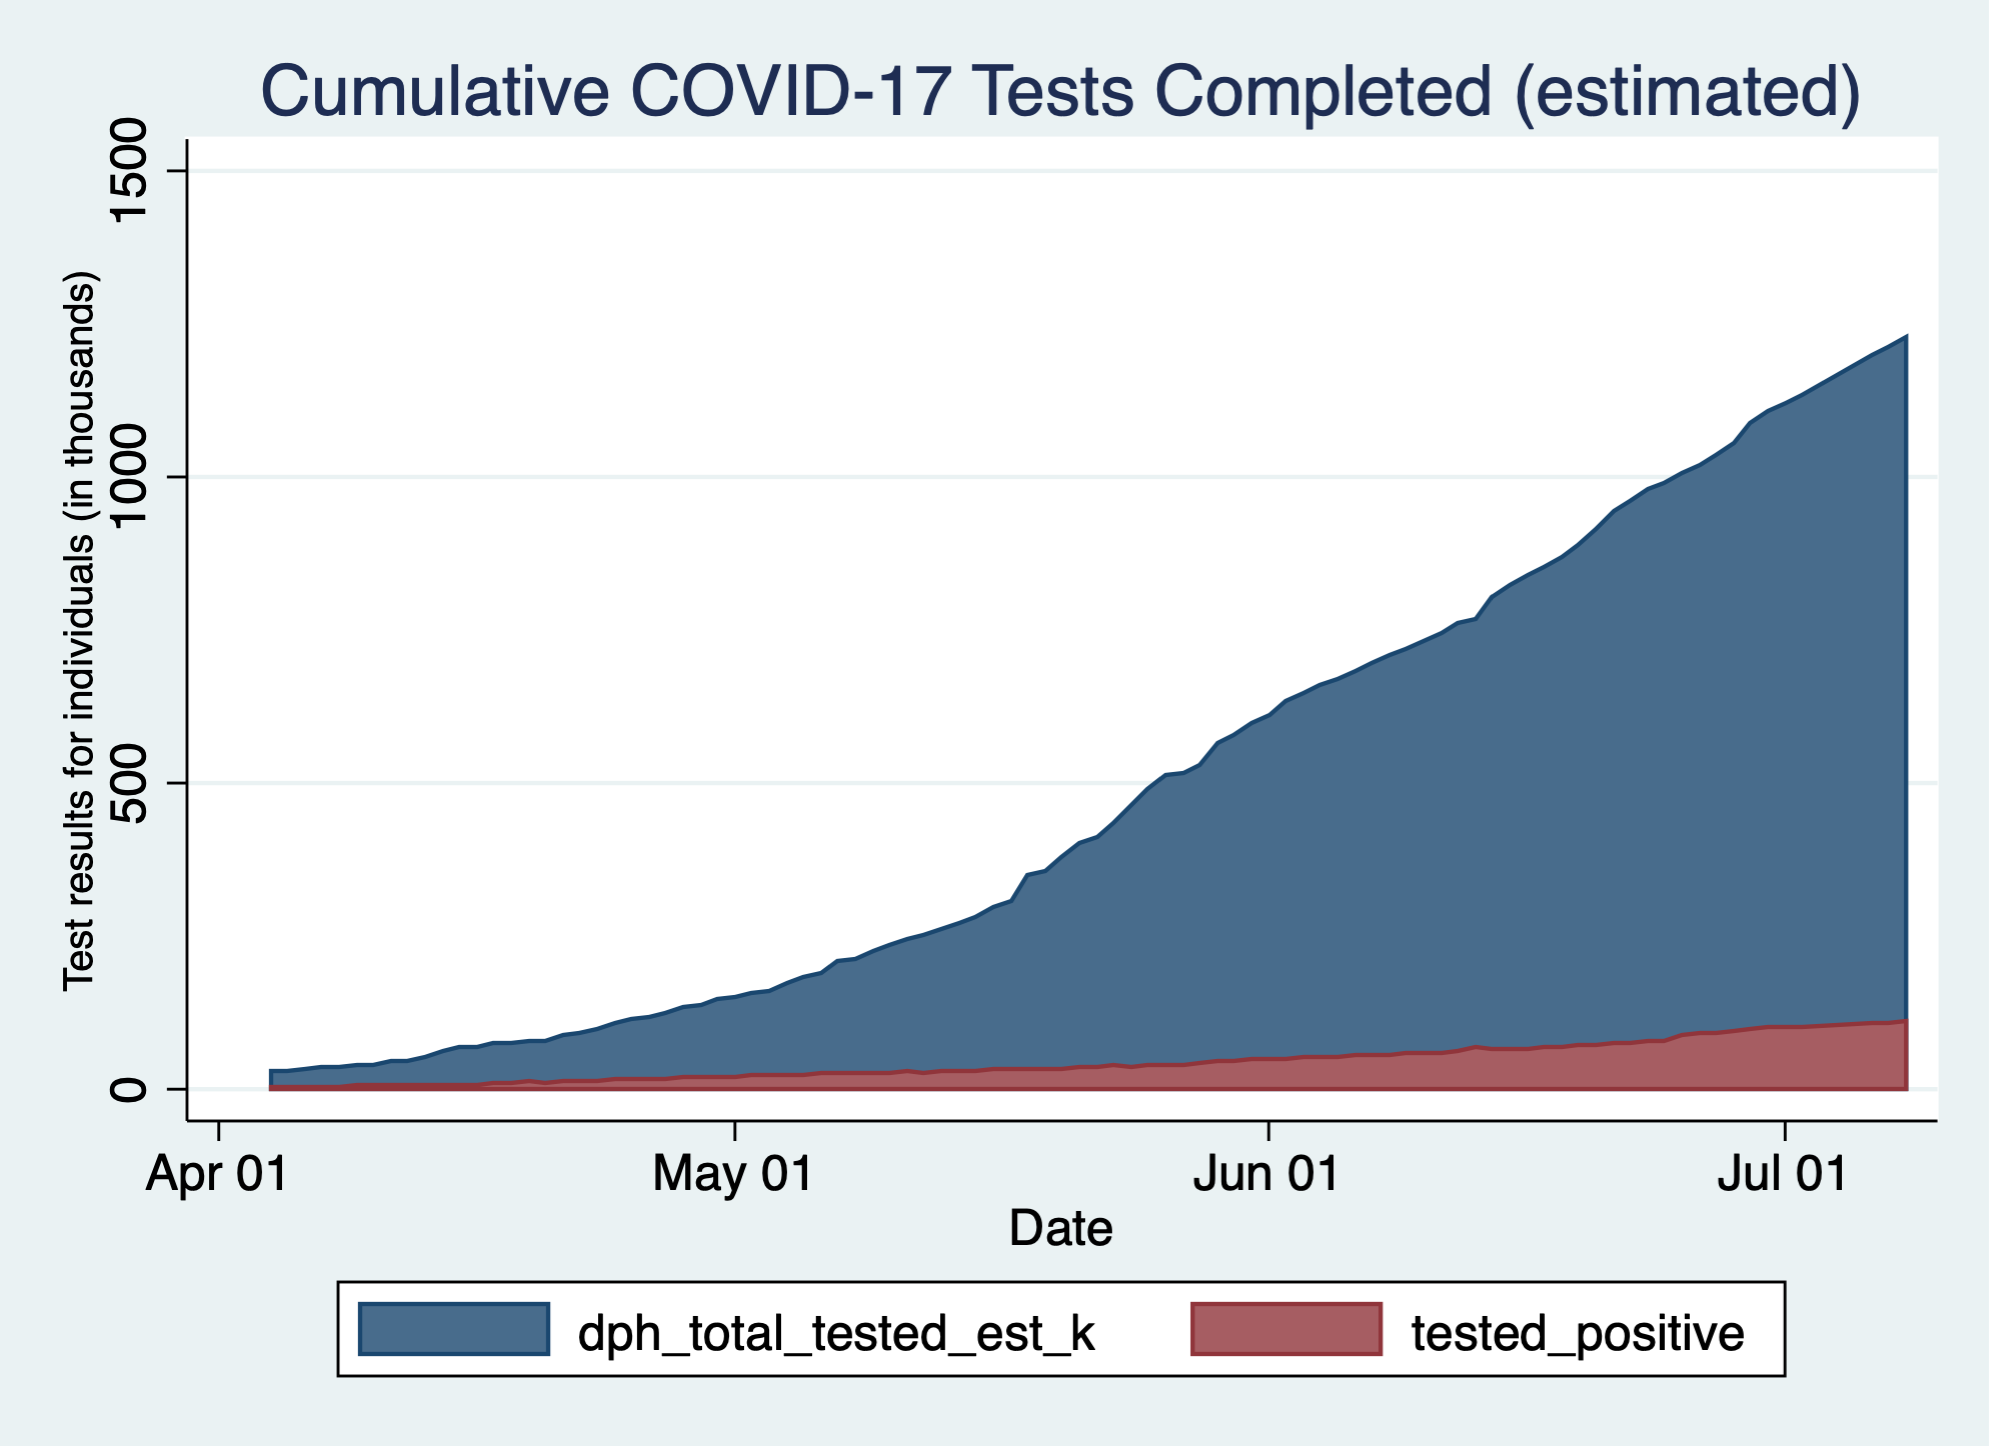 Cumulative COVID-17 Tests Completed (estimated)
Test results for individuals (in thousands)
1500
1000
500
0
Apr 01 May 01 Jun 01 Jul 01
Date
dph_total_tested_est_k tested_positive